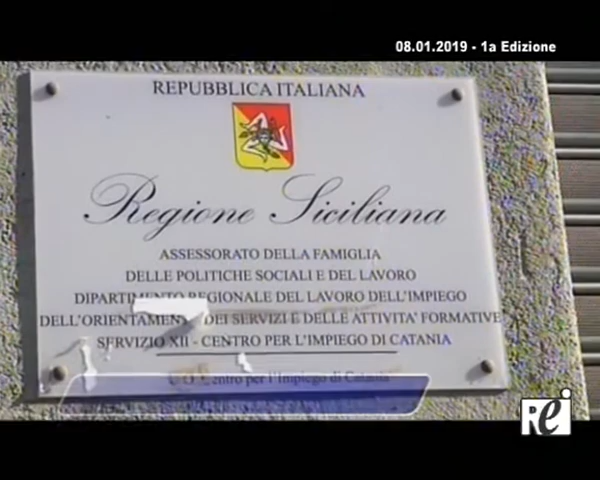 08.01.2019 - 1a Edizione
REPUBBLICA ITALIANA
Regione Siciliana
ASSESSORATO DELLA FAMIGLIA
DELLE POLITICHE SOCIALI E DEL LAVORO
DIPARTIMENTO REGIONALE DEL LAVORO DELL'IMPIEGO
DELL'ORIENTAMENTO DEI SERVIZI E DELLE ATTIVITA' FORMATIVE
SERVIZIO XII - CENTRO PER L'IMPIEGO DI CATANIA
Centro per l'Impiego di Catania
REi